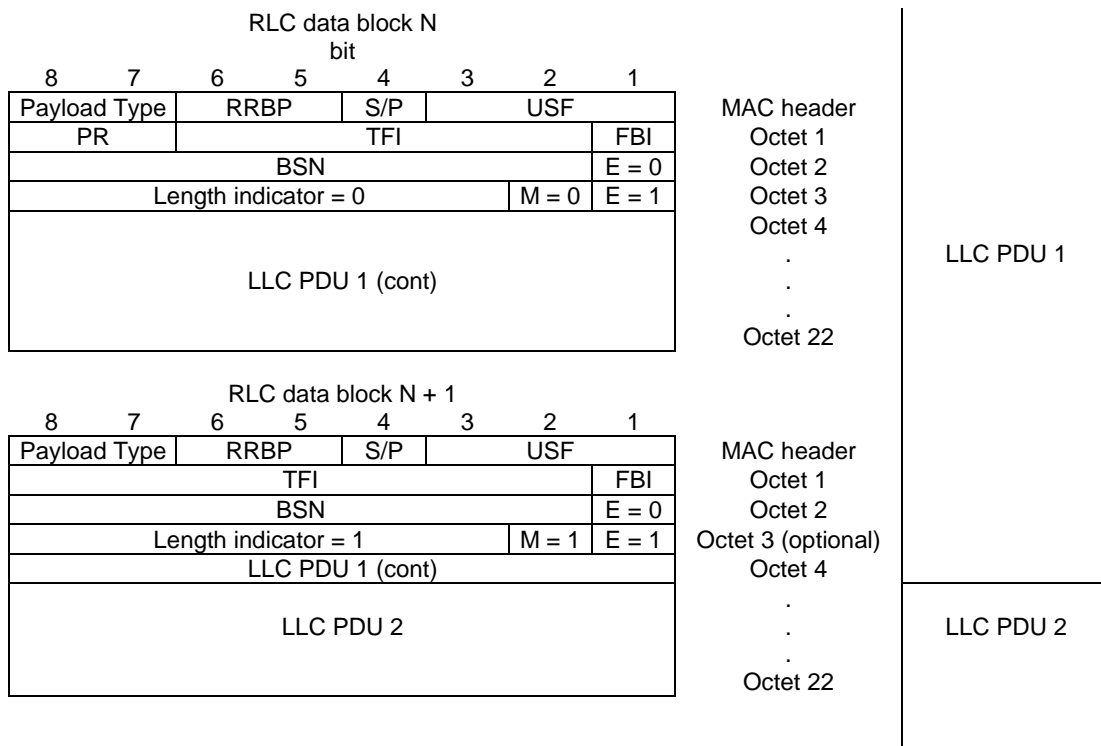 RLC data block N
bit
8 7 6 5 4 3 2 1
Payload Type RRBP S/P USF MAC header
PR TFI FBI Octet 1
BSN E = 0 Octet 2
Length indicator = 0 M = 0 E = 1 Octet 3
Octet 4
.
LLC PDU 1
LLC PDU 1 (cont) .
.
Octet 22
RLC data block N + 1
8 7 6 5 4 3 2 1
Payload Type RRBP S/P USF MAC header
TFI FBI Octet 1
BSN E = 0 Octet 2
Length indicator = 1 M = 1 E = 1 Octet 3 (optional)
LLC PDU 1 (cont) Octet 4
.
LLC PDU 2 . LLC PDU 2
.
Octet 22